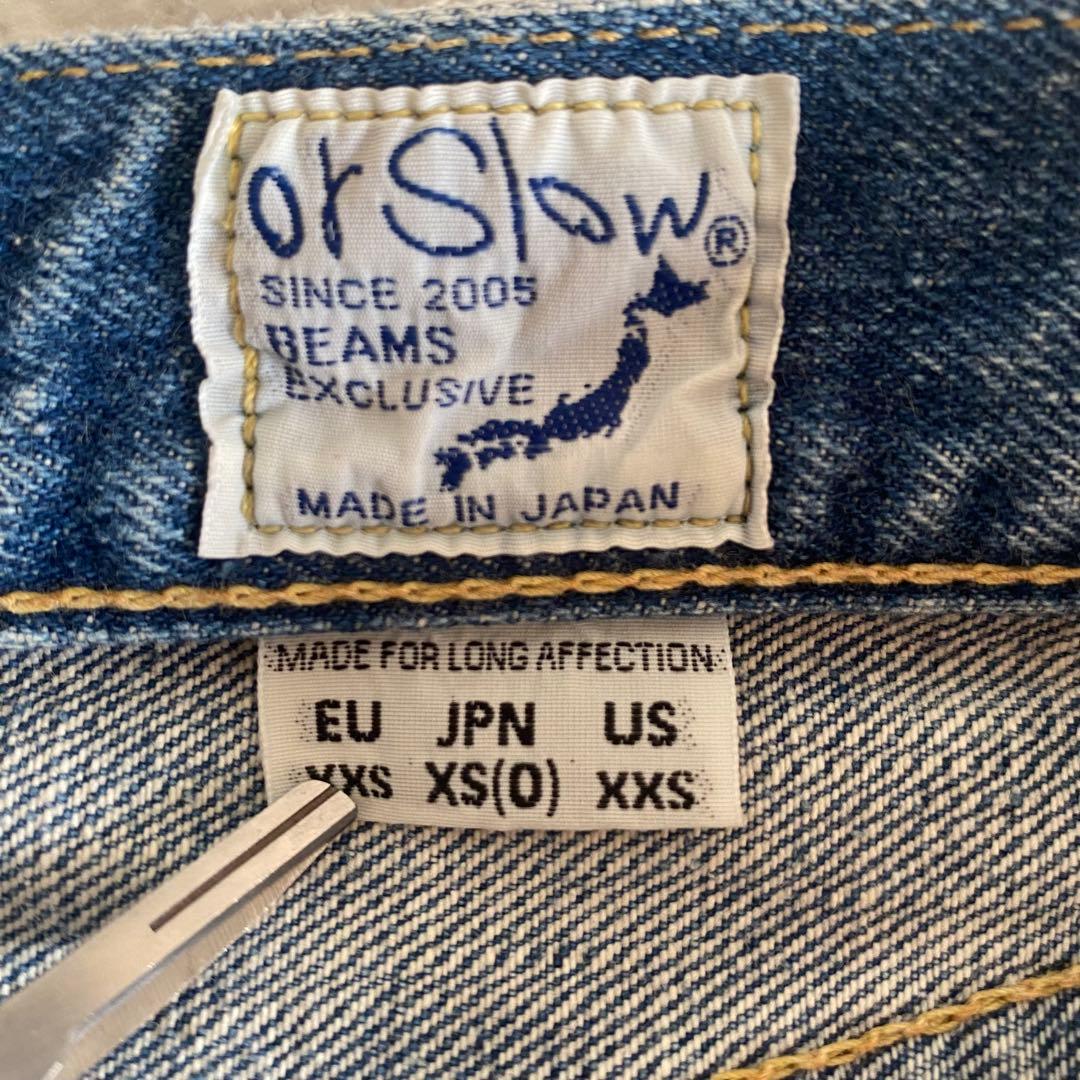 orSlow®
SINCE 2005
BEAMS
EXCLUSIVE
MADE IN JAPAN
MADE FOR LONG AFFECTION
EU JPN US
XXS XS(0) XXS